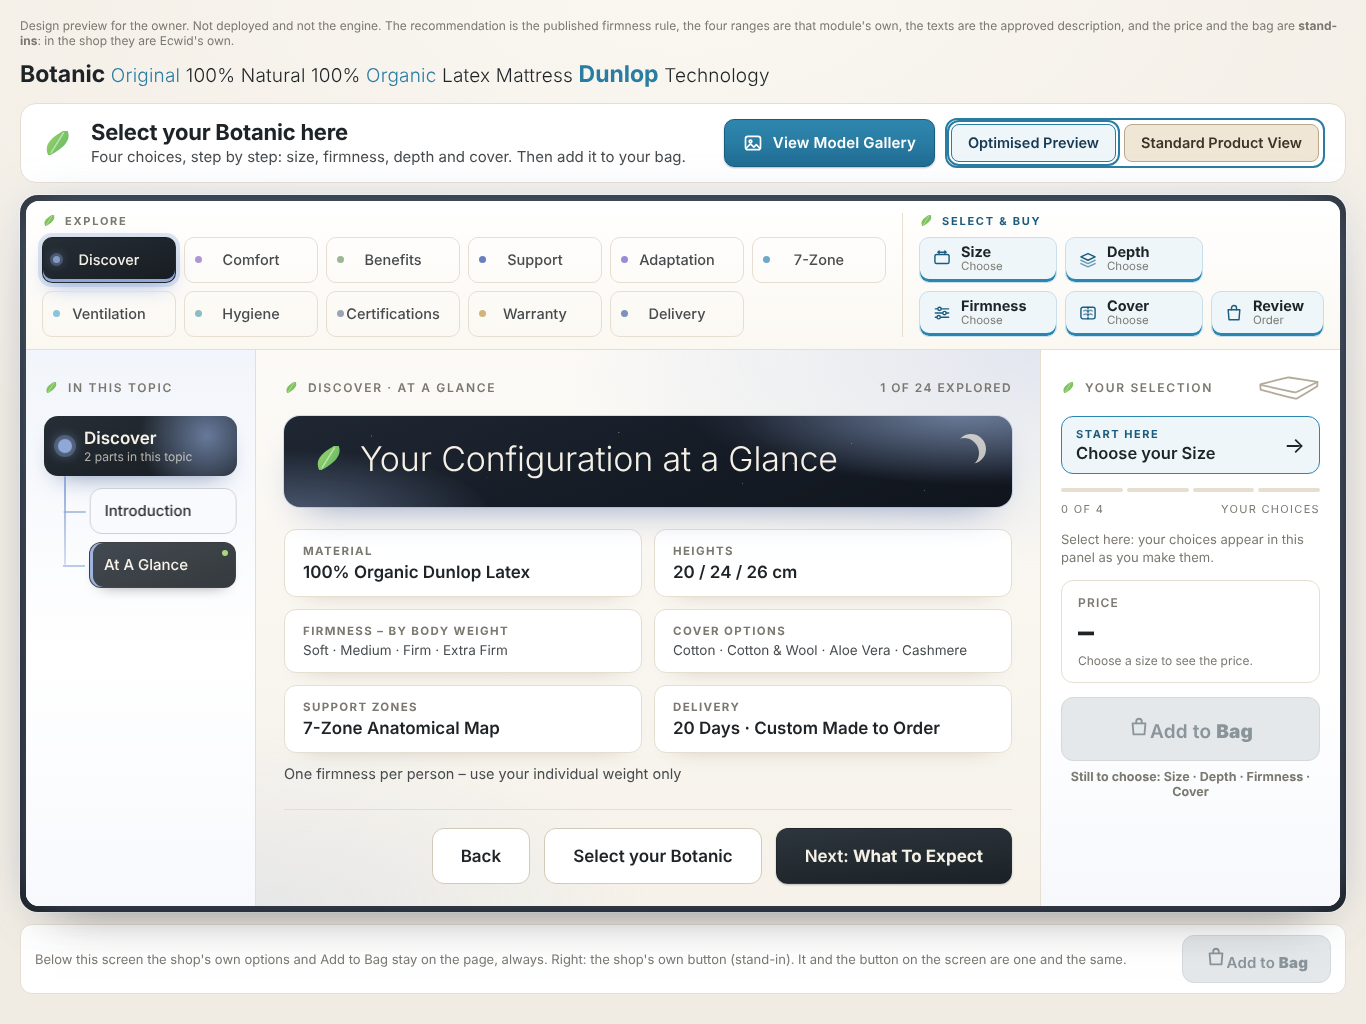 Design preview for the owner. Not deployed and not the engine. The recommendation is the published firmness rule, the four ranges are that module's own, the texts are the approved description, and the price and the bag are stand-
ins: in the shop they are Ecwid's own.
Botanic Original 100% Natural 100% Organic Latex Mattress Dunlop Technology
Select your Botanic here
Four choices, step by step: size, firmness, depth and cover. Then add it to your bag.
View Model Gallery
Optimised Preview
Standard Product View
EXPLORE
Discover
Comfort
Benefits
Support
Adaptation
7-Zone
Ventilation
Hygiene
Certifications
Warranty
Delivery
SELECT & BUY
Size
Choose
Depth
Choose
Firmness
Choose
Cover
Choose
Review
Order
IN THIS TOPIC
Discover
2 parts in this topic
Introduction
At A Glance
DISCOVER · AT A GLANCE
1 OF 24 EXPLORED
Your Configuration at a Glance
MATERIAL
100% Organic Dunlop Latex
HEIGHTS
20 / 24 / 26 cm
FIRMNESS – BY BODY WEIGHT
Soft · Medium · Firm · Extra Firm
COVER OPTIONS
Cotton · Cotton & Wool · Aloe Vera · Cashmere
SUPPORT ZONES
7-Zone Anatomical Map
DELIVERY
20 Days · Custom Made to Order
One firmness per person – use your individual weight only
Back
Select your Botanic
Next: What To Expect
YOUR SELECTION
START HERE
Choose your Size
0 OF 4
YOUR CHOICES
Select here: your choices appear in this
panel as you make them.
PRICE
–
Choose a size to see the price.
Add to Bag
Still to choose: Size · Depth · Firmness ·
Cover
Below this screen the shop's own options and Add to Bag stay on the page, always. Right: the shop's own button (stand-in). It and the button on the screen are one and the same.
Add to Bag